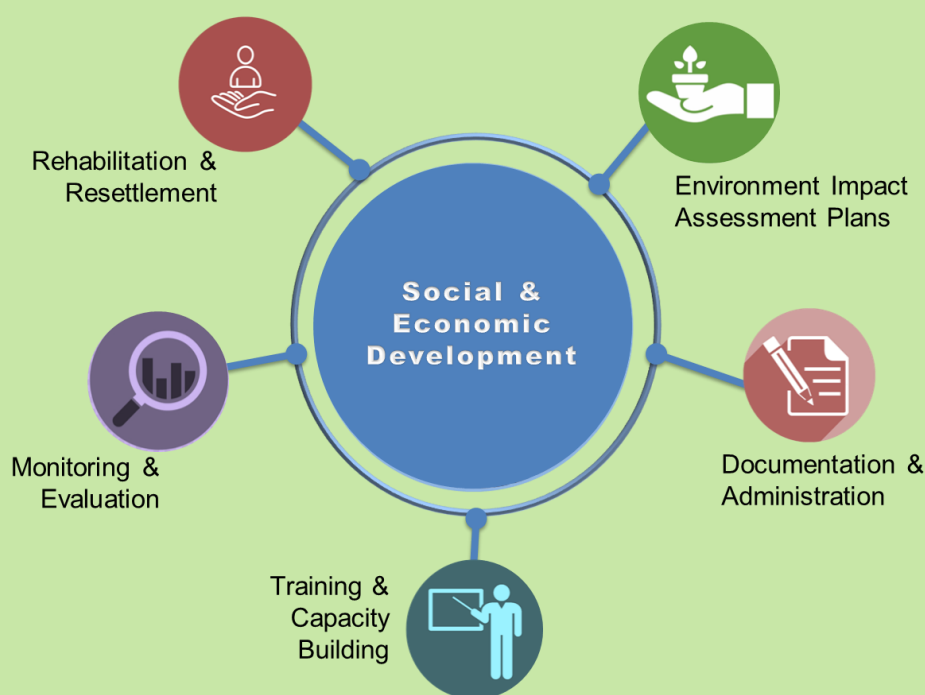 Rehabilitation &
Resettlement
Environment Impact
Assessment Plans
Social &
Economic
Development
Monitoring &
Evaluation
Documentation &
Administration
Training &
Capacity
Building